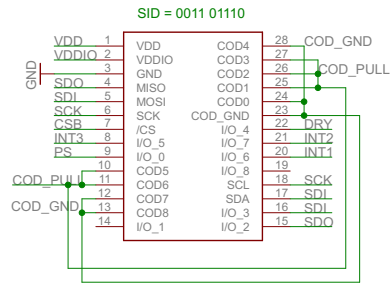 SID = 0011 01110
VDD 1 VDD COD4 28 COD_GND
VDDIO 2 VDDIO COD3 27
GND 3 GND COD2 26 COD_PULL
SDO 4 MISO COD1 25
SDI 5 MOSI COD0 24
SCK 6 SCK COD_GND 23
CSB 7 /CS I/O_4 22 DRY
INT3 8 I/O_5 I/O_7 21 INT2
PS 9 I/O_0 I/O_6 20 INT1
10 COD5 I/O_8 19
COD_PULL 11 COD6 SCL 18 SCK
12 COD7 SDA 17 SDI
COD_GND 13 COD8 I/O_3 16 SDI
14 I/O_1 I/O_2 15 SDO